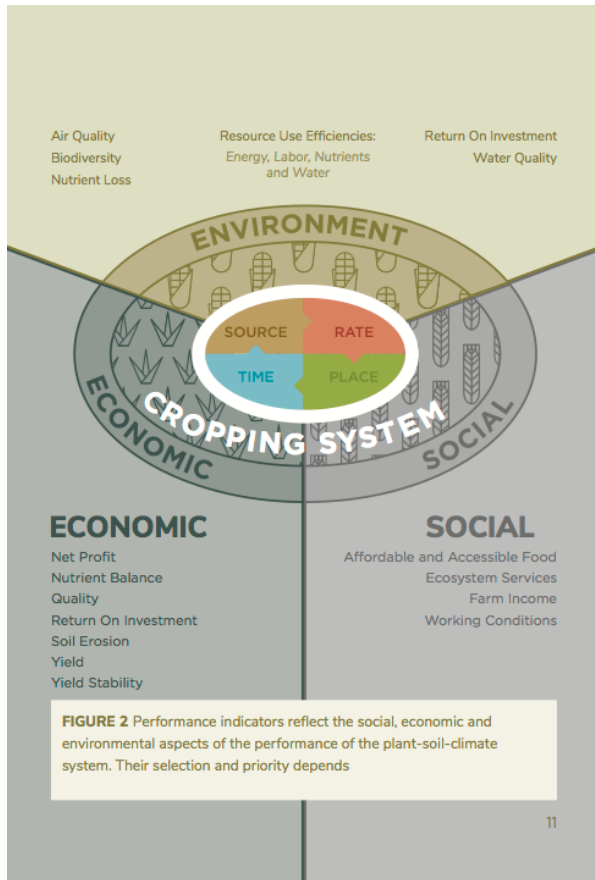 Air Quality
Biodiversity
Nutrient Loss
Resource Use Efficiencies:
Energy, Labor, Nutrients
and Water
Return On Investment
Water Quality
ENVIRONMENT
SOURCE
RATE
TIME
PLACE
CROPPING SYSTEM
ECONOMIC
SOCIAL
ECONOMIC
Net Profit
Nutrient Balance
Quality
Return On Investment
Soil Erosion
Yield
Yield Stability
SOCIAL
Affordable and Accessible Food
Ecosystem Services
Farm Income
Working Conditions
FIGURE 2 Performance indicators reflect the social, economic and
environmental aspects of the performance of the plant-soil-climate
system. Their selection and priority depends
11